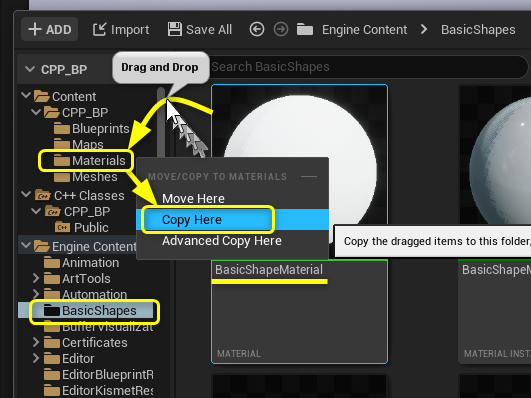 + ADD
Import
Save All
Engine Content
BasicShapes
CPP_BP
Drag and Drop
Search BasicShapes
Content
CPP_BP
Blueprints
Maps
Materials
Meshes
C++ Classes
CPP_BP
Public
Engine Content
Animation
ArtTools
Automation
BasicShapes
BufferVisualizat
Certificates
Editor
EditorBlueprintR
EditorKismetRes
MOVE/COPY TO MATERIALS
Move Here
Copy Here
Advanced Copy Here
Copy the dragged items to this folder,
BasicShapeMaterial
MATERIAL
BasicShapeM
MATERIAL INST